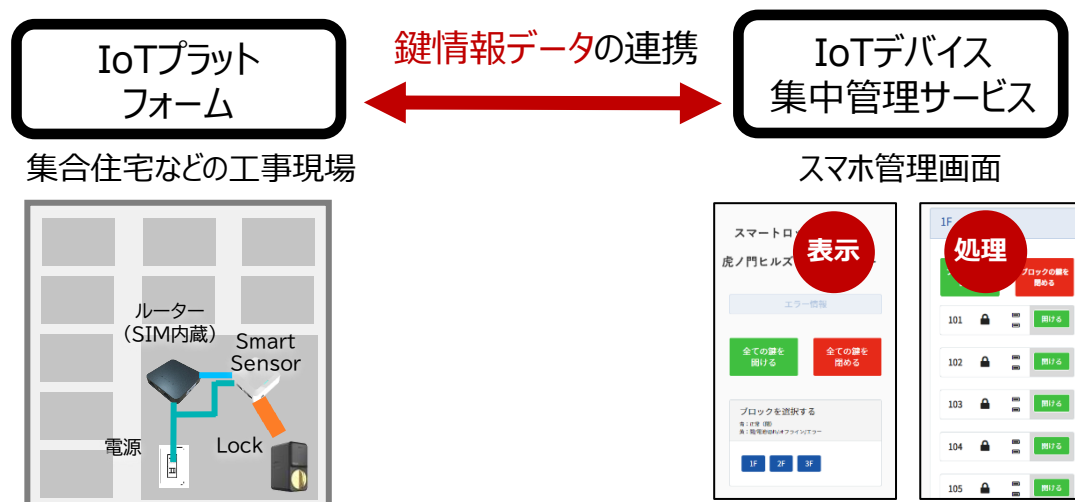 IoTプラット
フォーム
鍵情報データの連携
IoTデバイス
集中管理サービス
集合住宅などの工事現場
スマホ管理画面
ルーター
(SIM内蔵)
Smart
Sensor
電源
Lock
スマートロ
表示
虎ノ門ヒルズ
エラー情報
全ての鍵を
開ける
全ての鍵を
閉める
ブロックを選択する
1F
2F
3F
1F
処理
ブロックの鍵を
閉める
101
開ける
102
開ける
103
開ける
104
開ける
105
開ける